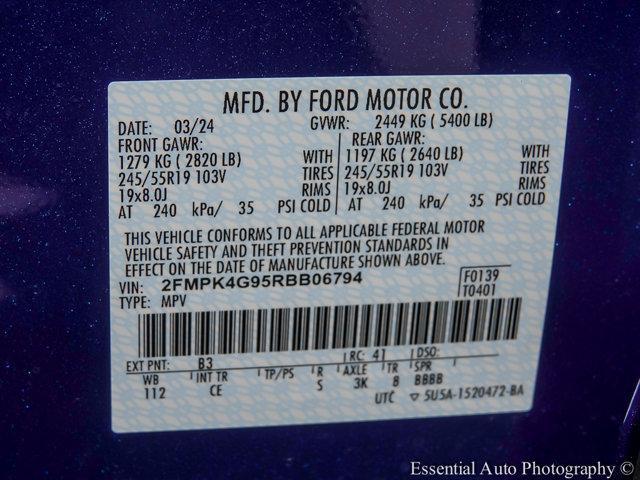 MFD. BY FORD MOTOR CO.
DATE: 03/24 GVWR: 2449 KG ( 5400 LB)
FRONT GAWR: REAR GAWR:
1279 KG ( 2820 LB) WITH 1197 KG ( 2640 LB) WITH
245/55R19 103V TIRES 245/55R19 103V TIRES
19x8.0J RIMS 19x8.0J RIMS
AT 240 kPa/ 35 PSI COLD AT 240 kPa/ 35 PSI COLD
THIS VEHICLE CONFORMS TO ALL APPLICABLE FEDERAL MOTOR
VEHICLE SAFETY AND THEFT PREVENTION STANDARDS IN
EFFECT ON THE DATE OF MANUFACTURE SHOWN ABOVE.
VIN: 2FMPK4G95RBB06794 F0139
TYPE: MPV T0401
EXT PNT: B3 RC: 41 DSO:
WB INT TR TP/PS R AXLE TR SPR
112 CE S 3K 8 BBBB
UTC ▽ 5U5A-1520472-BA
Essential Auto Photography ©